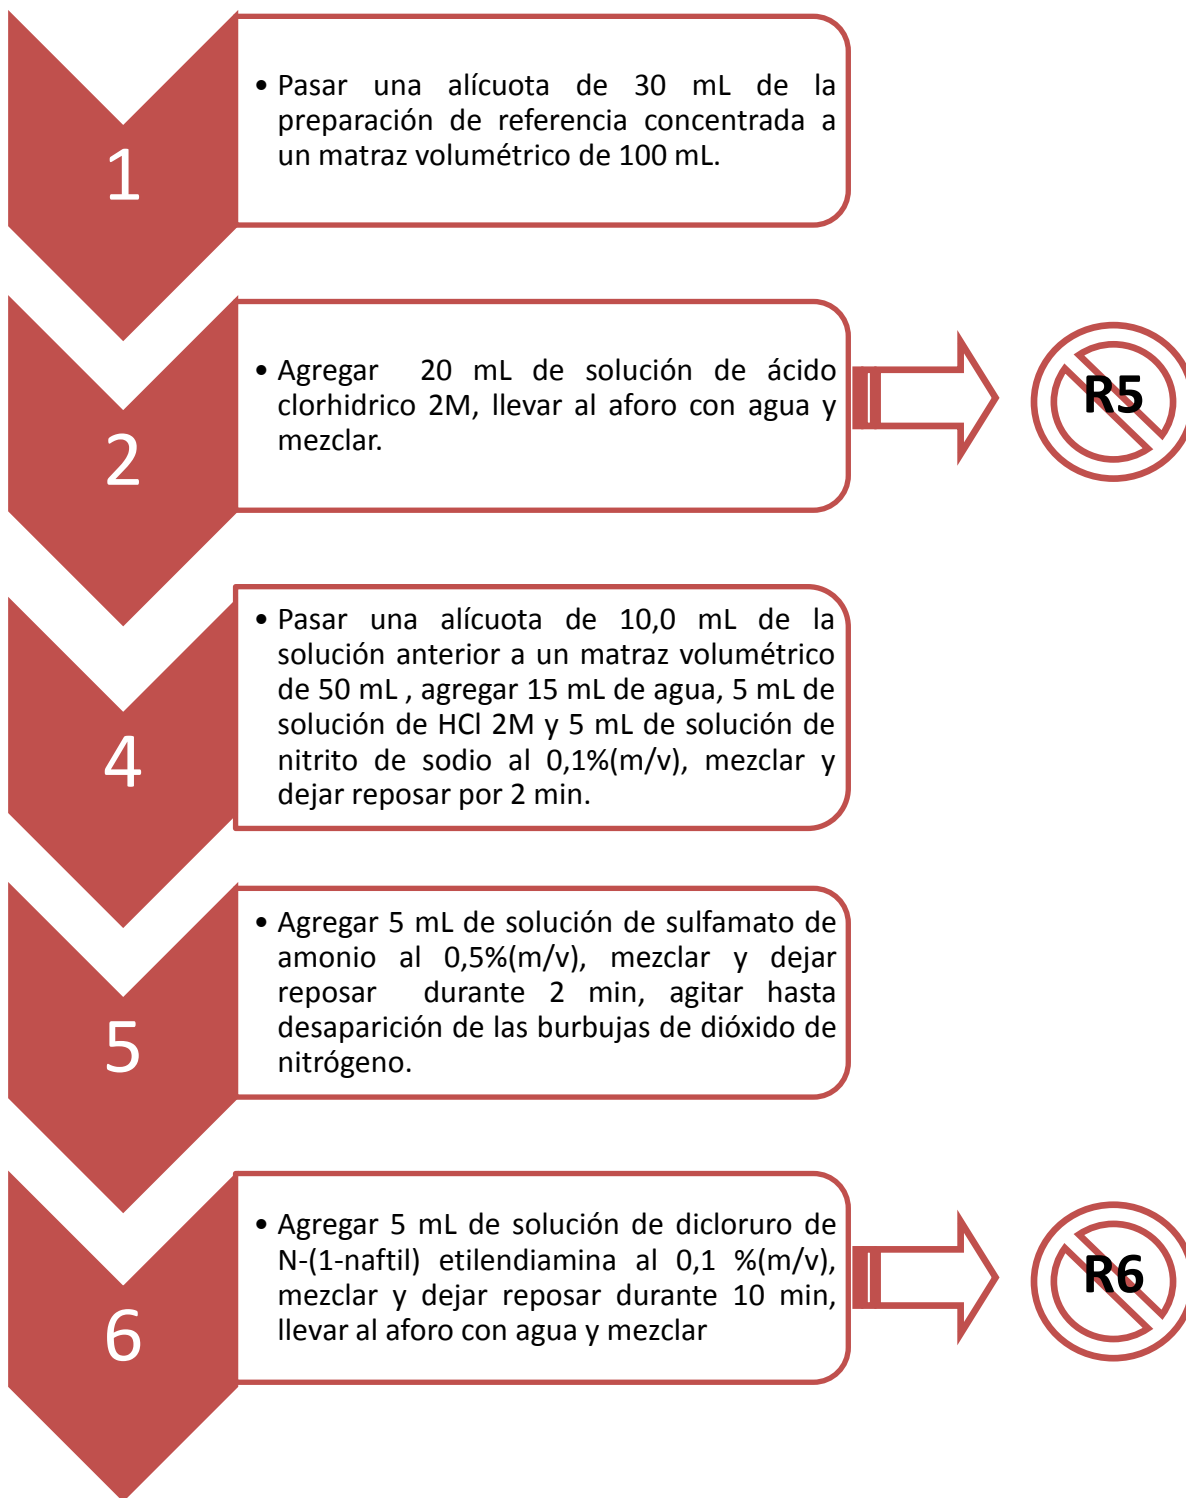 1
• Pasar una alícuota de 30 mL de la
preparación de referencia concentrada a
un matraz volumétrico de 100 mL.
2
• Agregar 20 mL de solución de ácido
clorhidrico 2M, llevar al aforo con agua y
mezclar.
R5
4
• Pasar una alícuota de 10,0 mL de la
solución anterior a un matraz volumétrico
de 50 mL , agregar 15 mL de agua, 5 mL de
solución de HCl 2M y 5 mL de solución de
nitrito de sodio al 0,1%(m/v), mezclar y
dejar reposar por 2 min.
5
• Agregar 5 mL de solución de sulfamato de
amonio al 0,5%(m/v), mezclar y dejar
reposar durante 2 min, agitar hasta
desaparición de las burbujas de dióxido de
nitrógeno.
6
• Agregar 5 mL de solución de dicloruro de
N-(1-naftil) etilendiamina al 0,1 %(m/v),
mezclar y dejar reposar durante 10 min,
llevar al aforo con agua y mezclar
R6